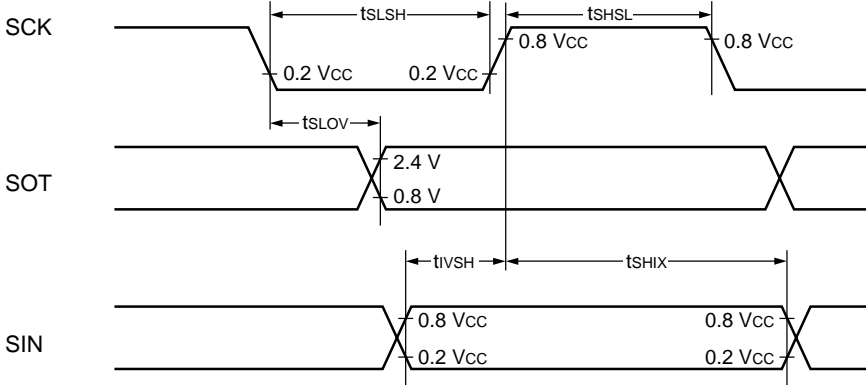 tSLSH tSHSL
SCK
0.8 VCC 0.8 VCC
0.2 VCC 0.2 VCC
tSLOV
2.4 V
SOT
0.8 V
tIVSH tSHIX
0.8 VCC 0.8 VCC
SIN
0.2 VCC 0.2 VCC